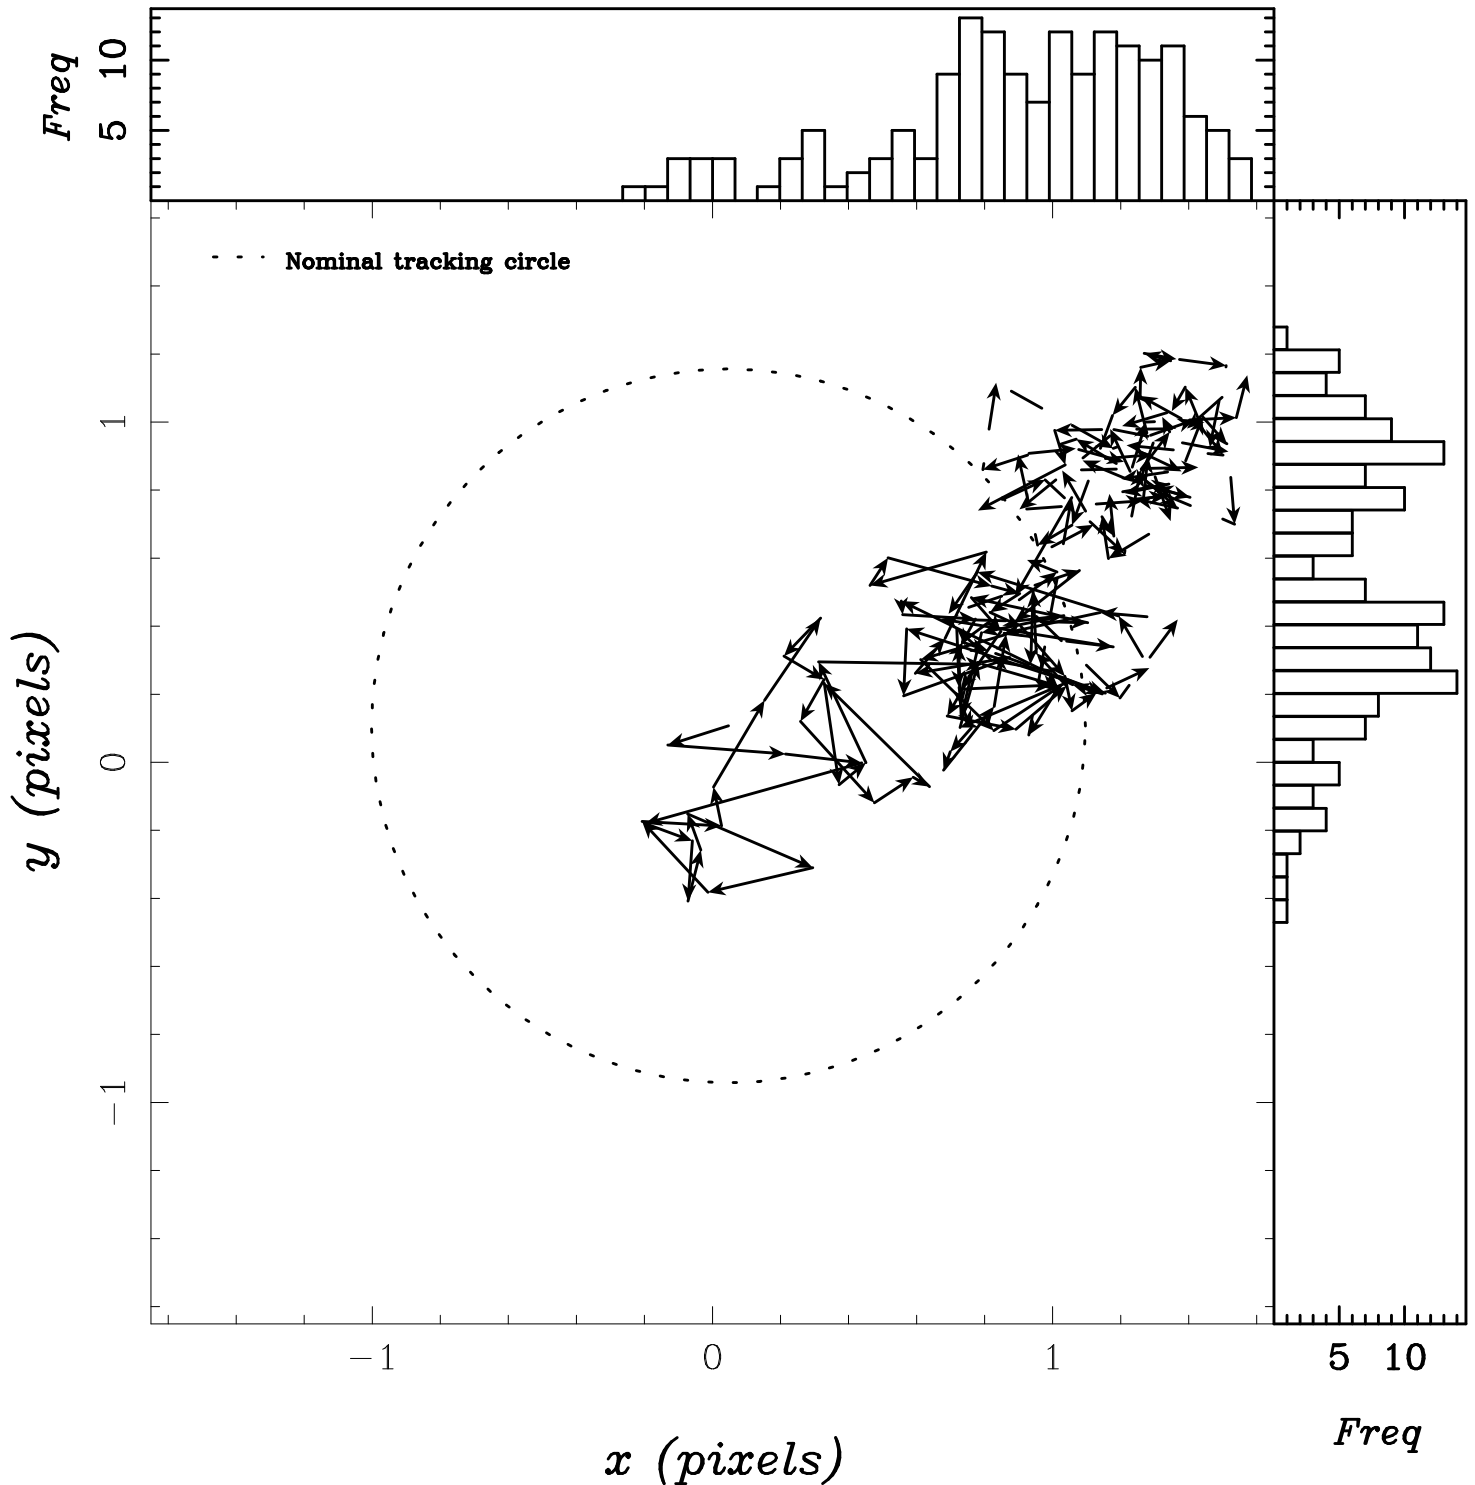 Freq
10
5
Nominal tracking circle
1
0
−1
y (pixels)
−1 0 1
5 10
x (pixels)
Freq